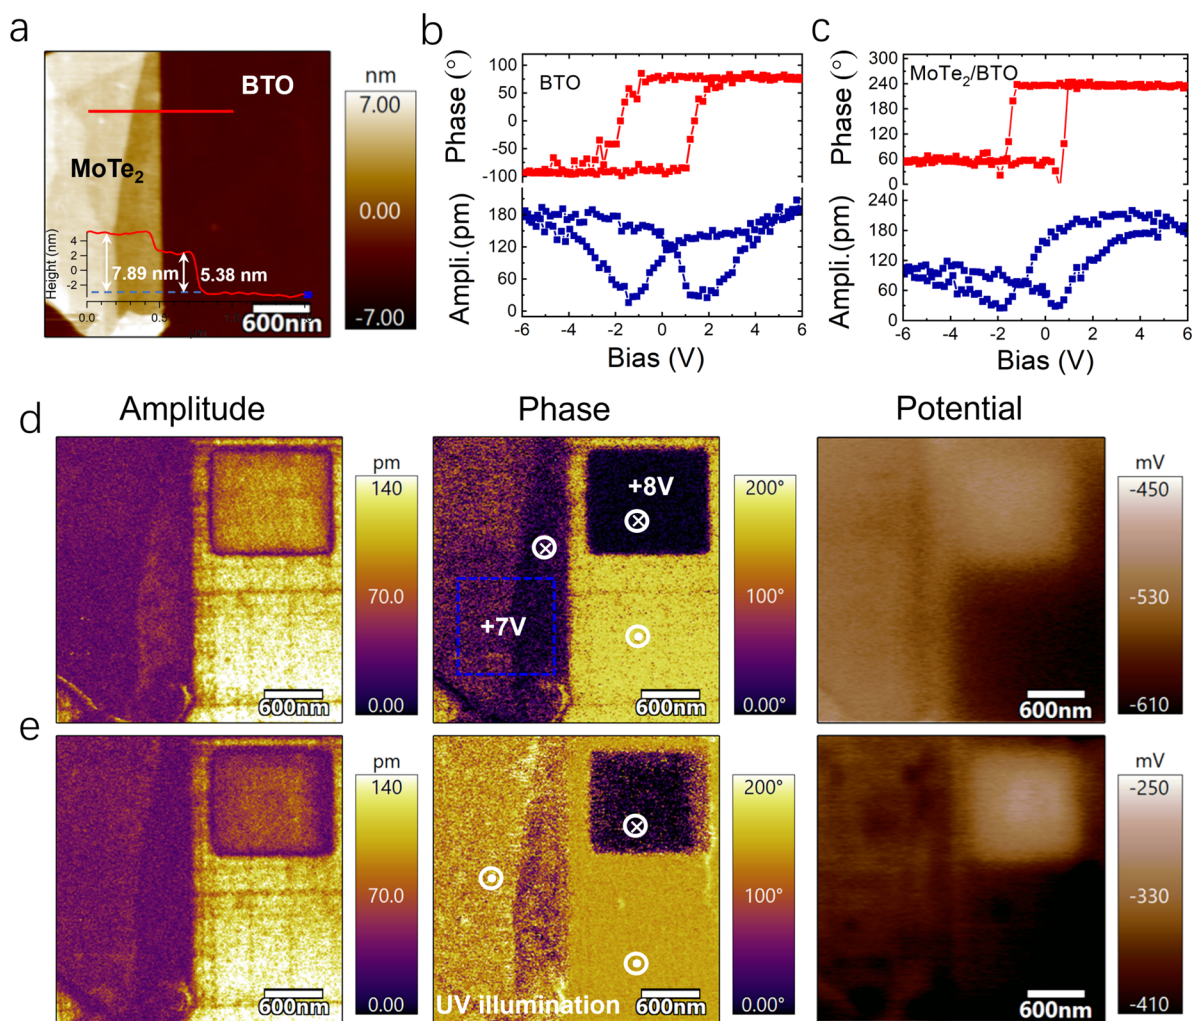 a
BTO
MoTe₂
Height (nm)
4
2
0
-2
7.89 nm
5.38 nm
0.0
0.5
600nm
nm
7.00
0.00
-7.00
b
BTO
Phase (°)
100
50
0
-50
-100
Ampli.(pm)
180
120
60
0
-6 -4 -2 0 2 4 6
Bias (V)
c
MoTe₂/BTO
Phase (°)
300
240
180
120
60
0
Ampli.(pm)
240
180
120
60
0
-6 -4 -2 0 2 4 6
Bias (V)
Amplitude
Phase
Potential
d
600nm
pm
140
70.0
0.00
+8V
+7V
600nm
200°
100°
0.00°
600nm
mV
-450
-530
-610
e
600nm
pm
140
70.0
0.00
UV illumination
600nm
200°
100°
0.00°
600nm
mV
-250
-330
-410